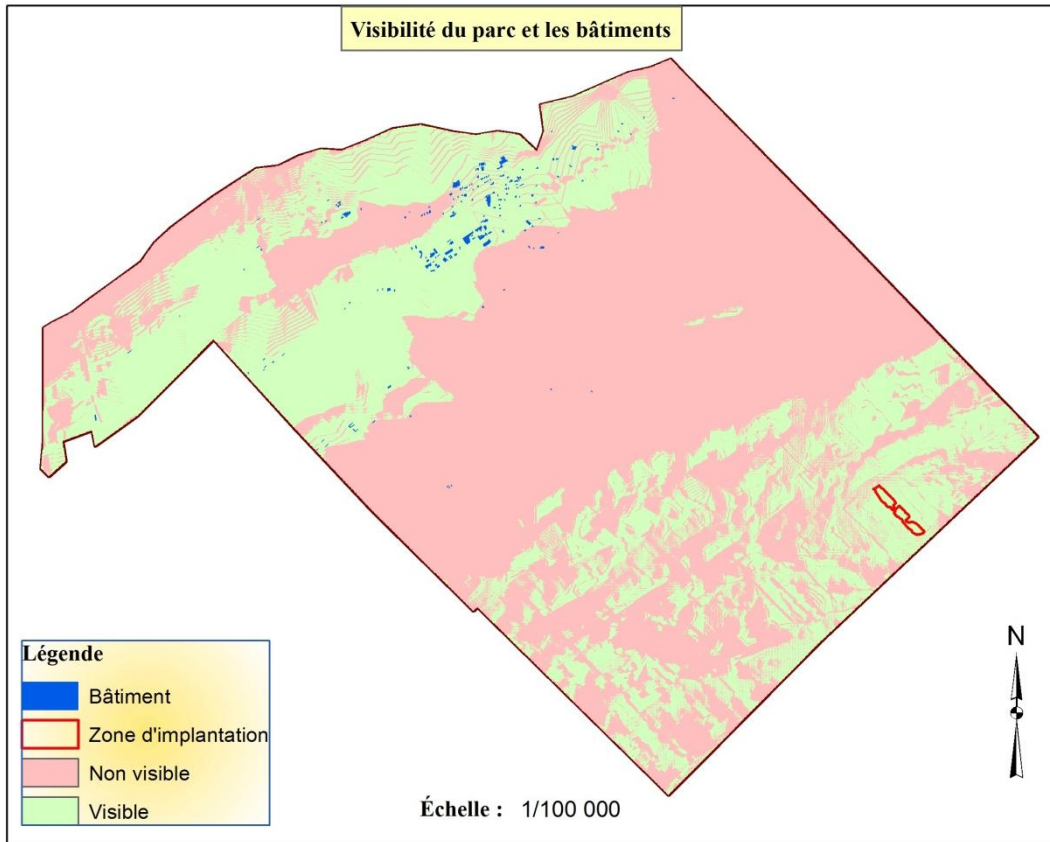 Visibilité du parc et les bâtiments
N
Légende
Bâtiment
Zone d'implantation
Non visible
Visible
Échelle : 1/100 000